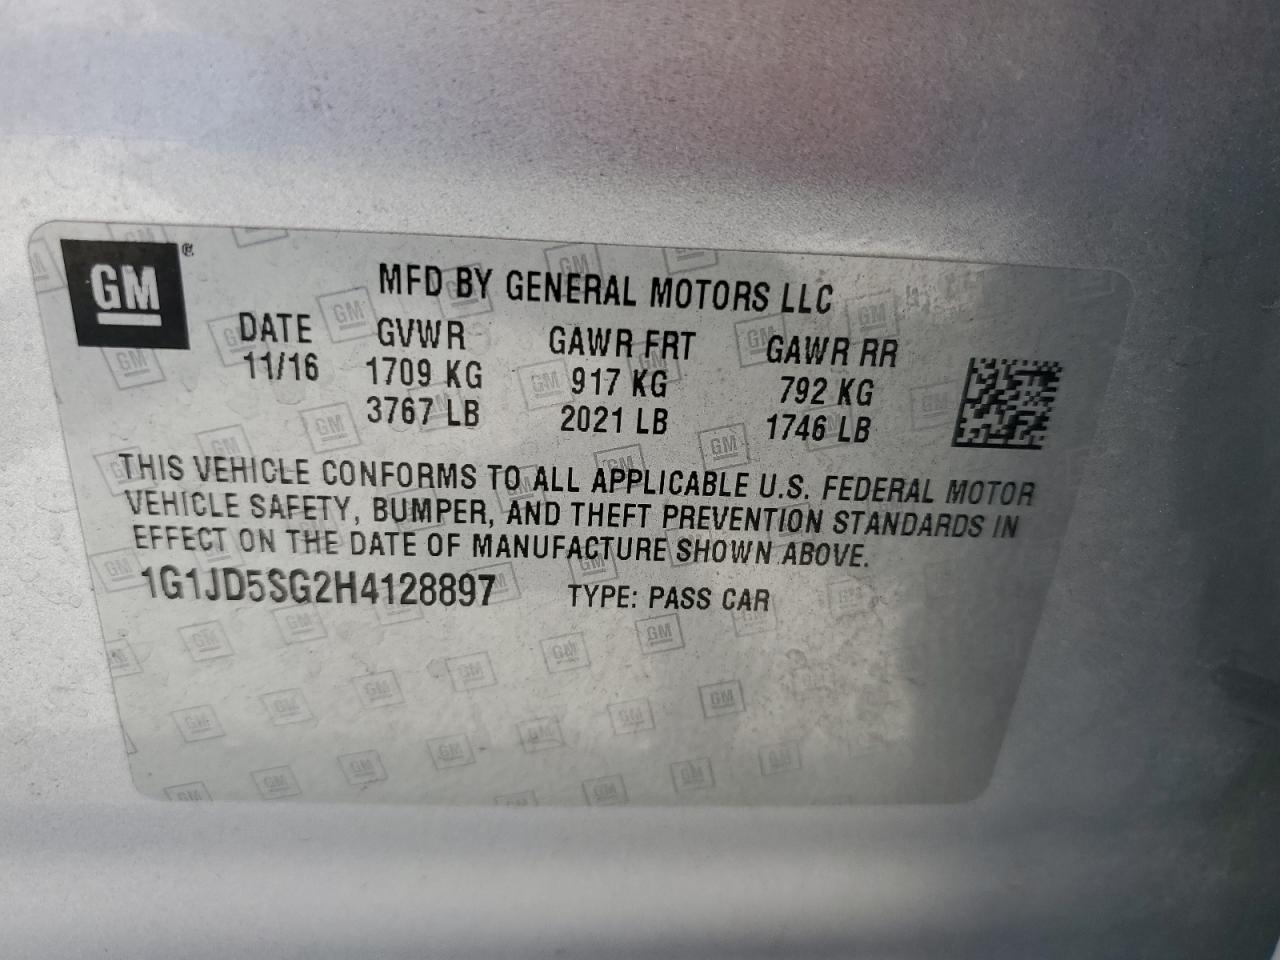 GM®
MFD BY GENERAL MOTORS LLC
DATE GVWR GAWR FRT GAWR RR
11/16 1709 KG 917 KG 792 KG
3767 LB 2021 LB 1746 LB
THIS VEHICLE CONFORMS TO ALL APPLICABLE U.S. FEDERAL MOTOR
VEHICLE SAFETY, BUMPER, AND THEFT PREVENTION STANDARDS IN
EFFECT ON THE DATE OF MANUFACTURE SHOWN ABOVE.
1G1JD5SG2H4128897 TYPE: PASS CAR